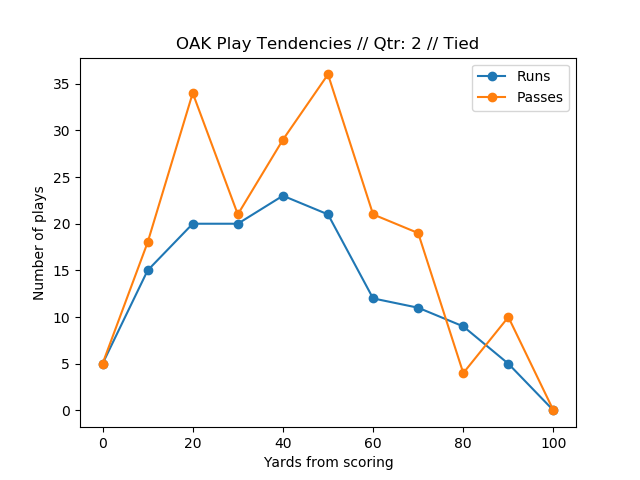 OAK Play Tendencies // Qtr: 2 // Tied
Runs
Passes
Number of plays
35
30
25
20
15
10
5
0
0 20 40 60 80 100
Yards from scoring